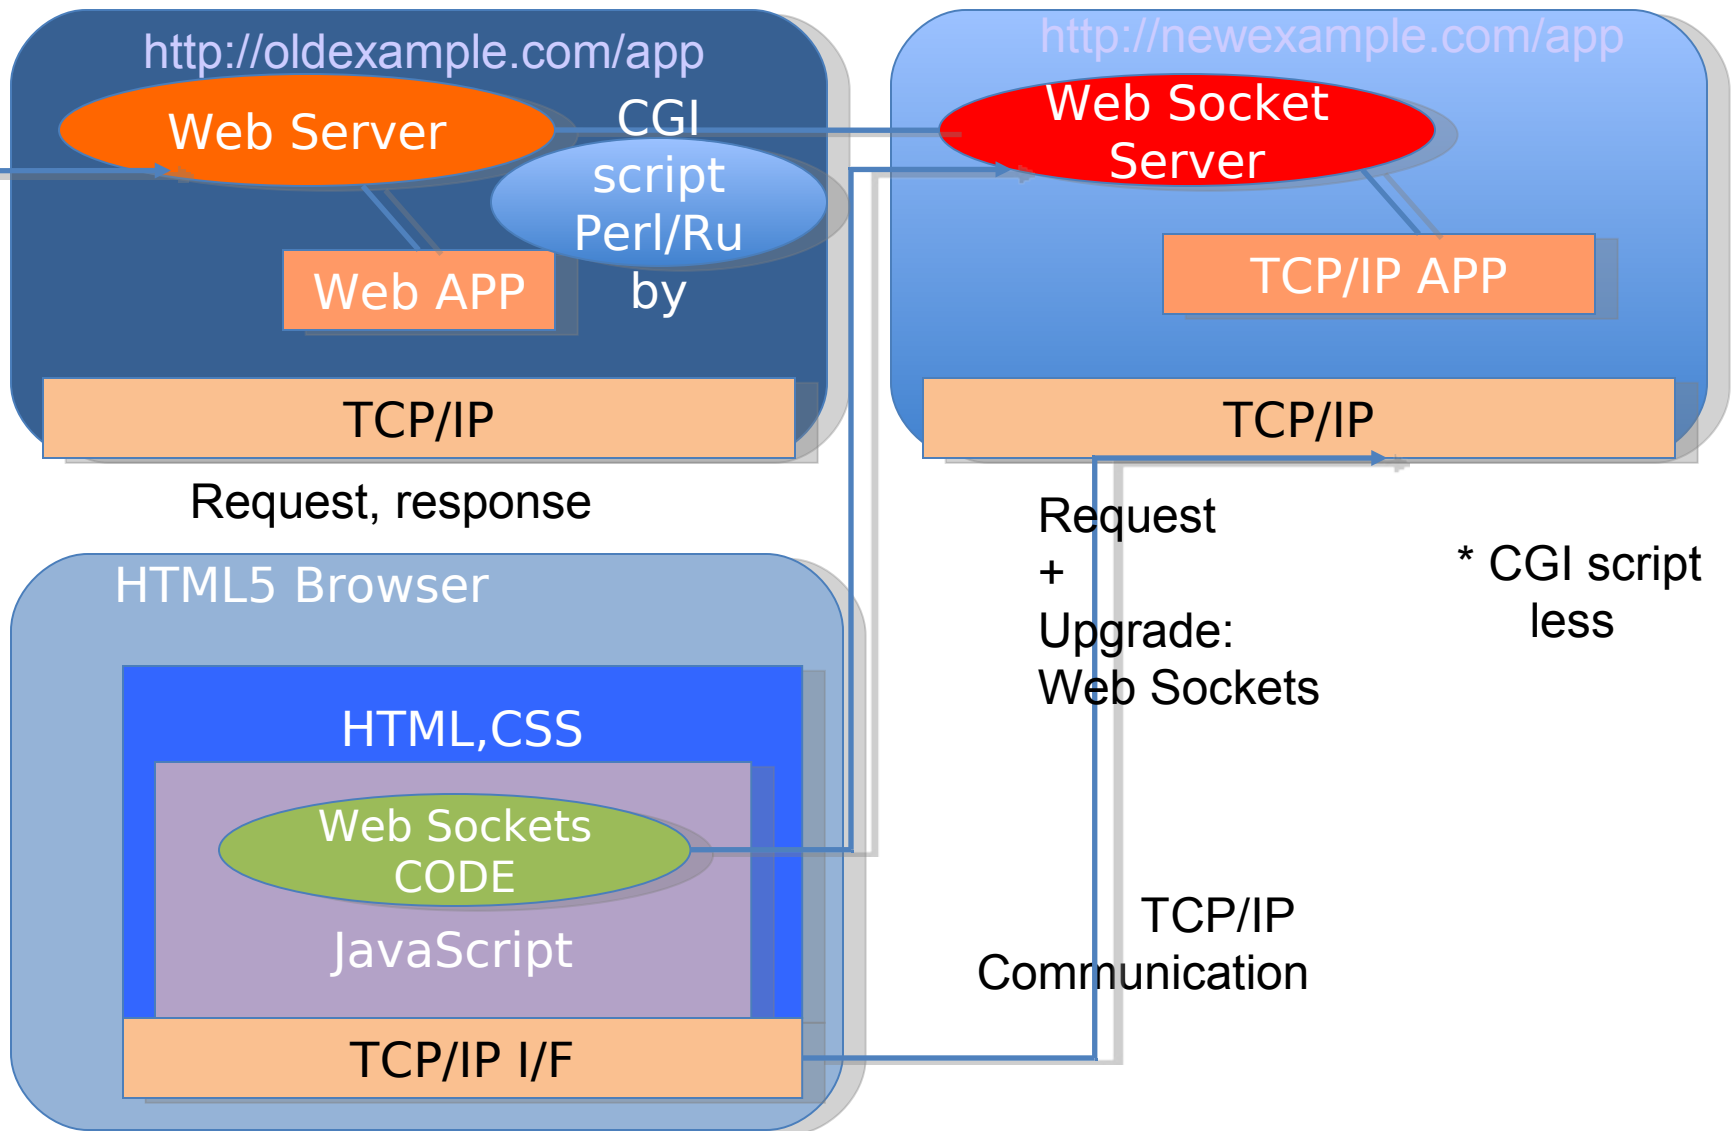 http://oldexample.com/app
Web Server
CGI
script
Perl/Ru
by
Web APP
TCP/IP
Request, response
http://newexample.com/app
Web Socket
Server
TCP/IP APP
TCP/IP
Request
+
Upgrade:
Web Sockets
* CGI script
less
HTML5 Browser
HTML,CSS
Web Sockets
CODE
JavaScript
TCP/IP I/F
TCP/IP
Communication